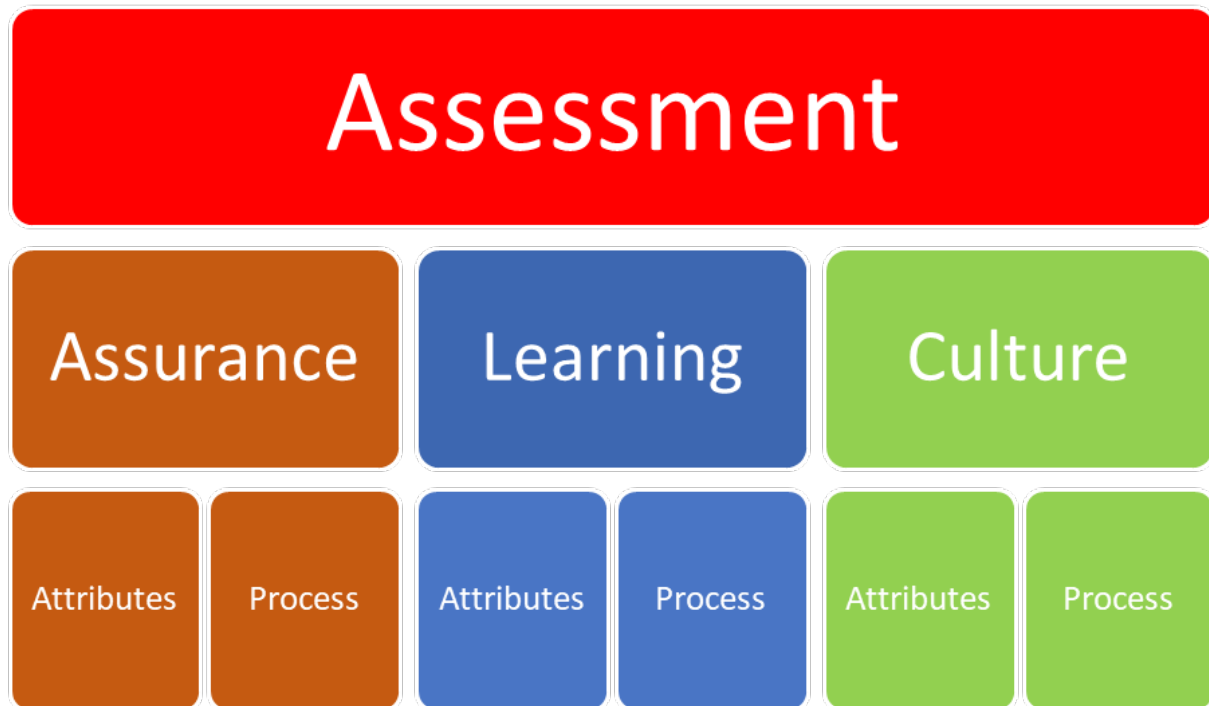 Assessment
Assurance
Learning
Culture
Attributes
Process
Attributes
Process
Attributes
Process